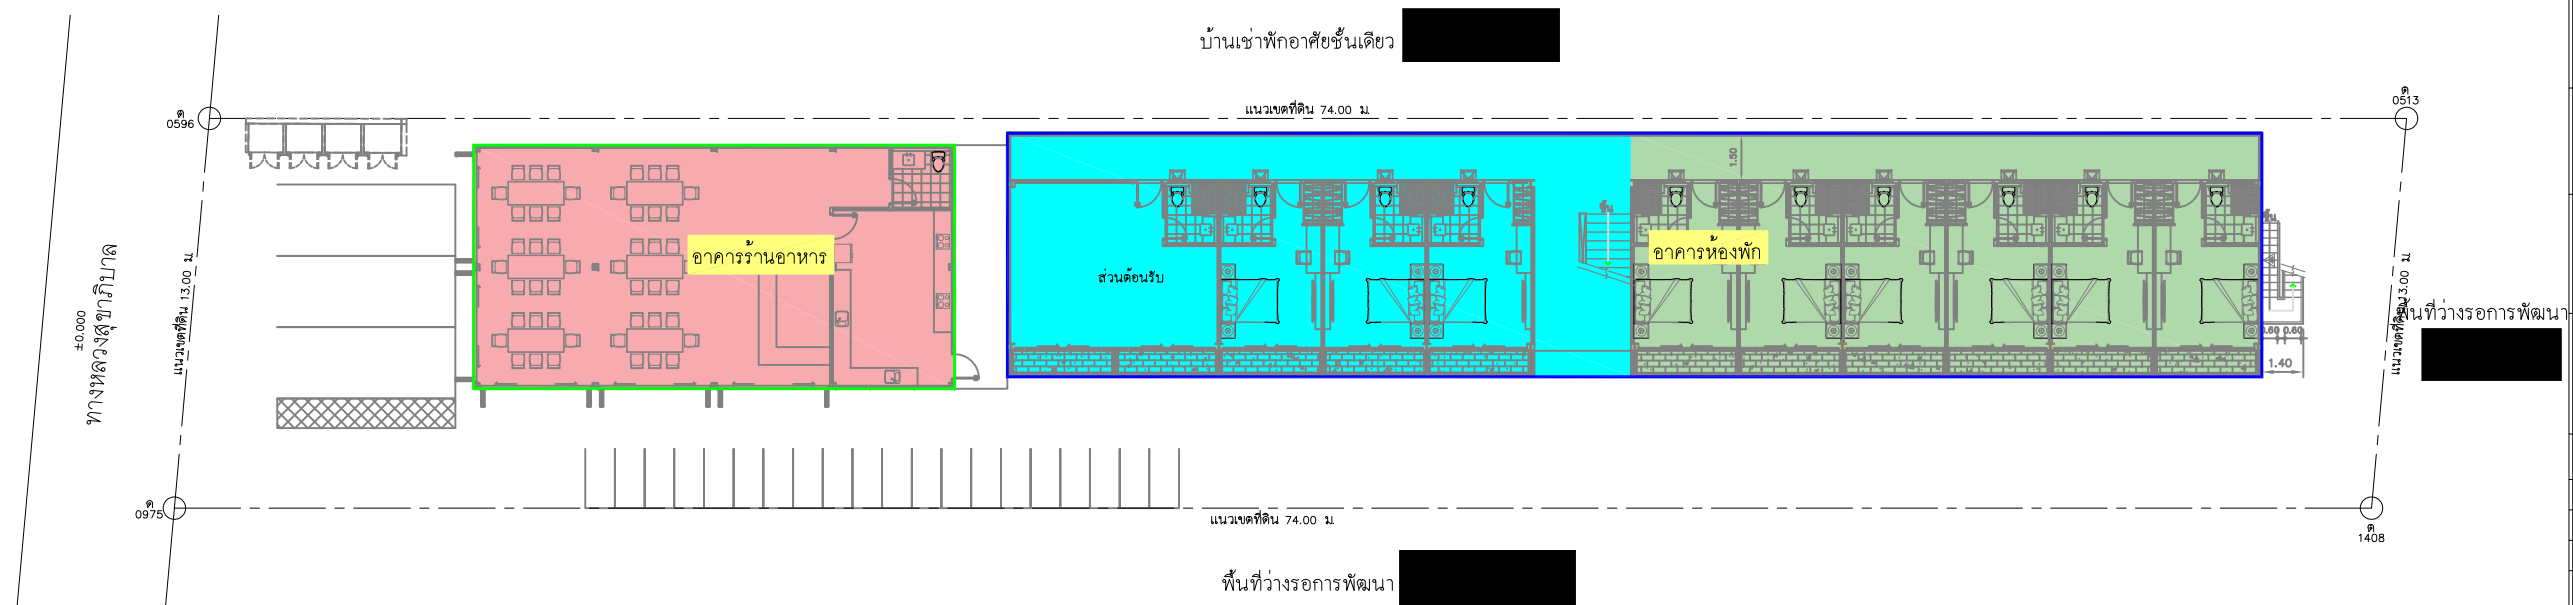 บ้านเช่าพักอาศัยชั้นเดียว
แนวเขตที่ดิน 74.00 ม.
ต
0596
ต
0513
1.50
อาคารร้านอาหาร
ส่วนต้อนรับ
ขึ้น
อาคารห้องพัก
ขึ้น
ทางหลวงสุขาภิบาล
±0.000
แนวเขตที่ดิน 13.00 ม.
แนวเขตที่ดิน 13.00 ม.
พื้นที่ว่างรอการพัฒนา
0.60 0.60
1.40
ต
0975
แนวเขตที่ดิน 74.00 ม.
ต
1408
พื้นที่ว่างรอการพัฒนา